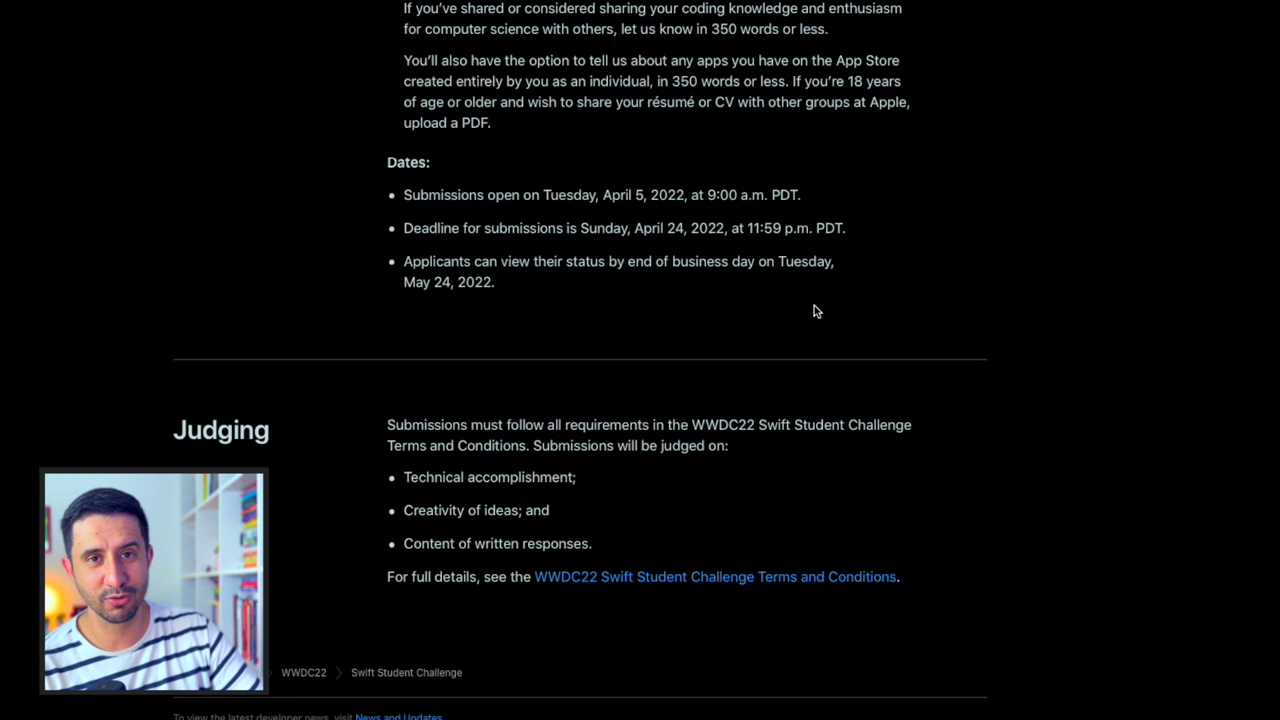 If you’ve shared or considered sharing your coding knowledge and enthusiasm
for computer science with others, let us know in 350 words or less.
You’ll also have the option to tell us about any apps you have on the App Store
created entirely by you as an individual, in 350 words or less. If you’re 18 years
of age or older and wish to share your résumé or CV with other groups at Apple,
upload a PDF.
Dates:
• Submissions open on Tuesday, April 5, 2022, at 9:00 a.m. PDT.
• Deadline for submissions is Sunday, April 24, 2022, at 11:59 p.m. PDT.
• Applicants can view their status by end of business day on Tuesday,
May 24, 2022.
Judging
Submissions must follow all requirements in the WWDC22 Swift Student Challenge
Terms and Conditions. Submissions will be judged on:
• Technical accomplishment;
• Creativity of ideas; and
• Content of written responses.
For full details, see the WWDC22 Swift Student Challenge Terms and Conditions.
WWDC22 Swift Student Challenge
To view the latest developer news, visit News and Updates.